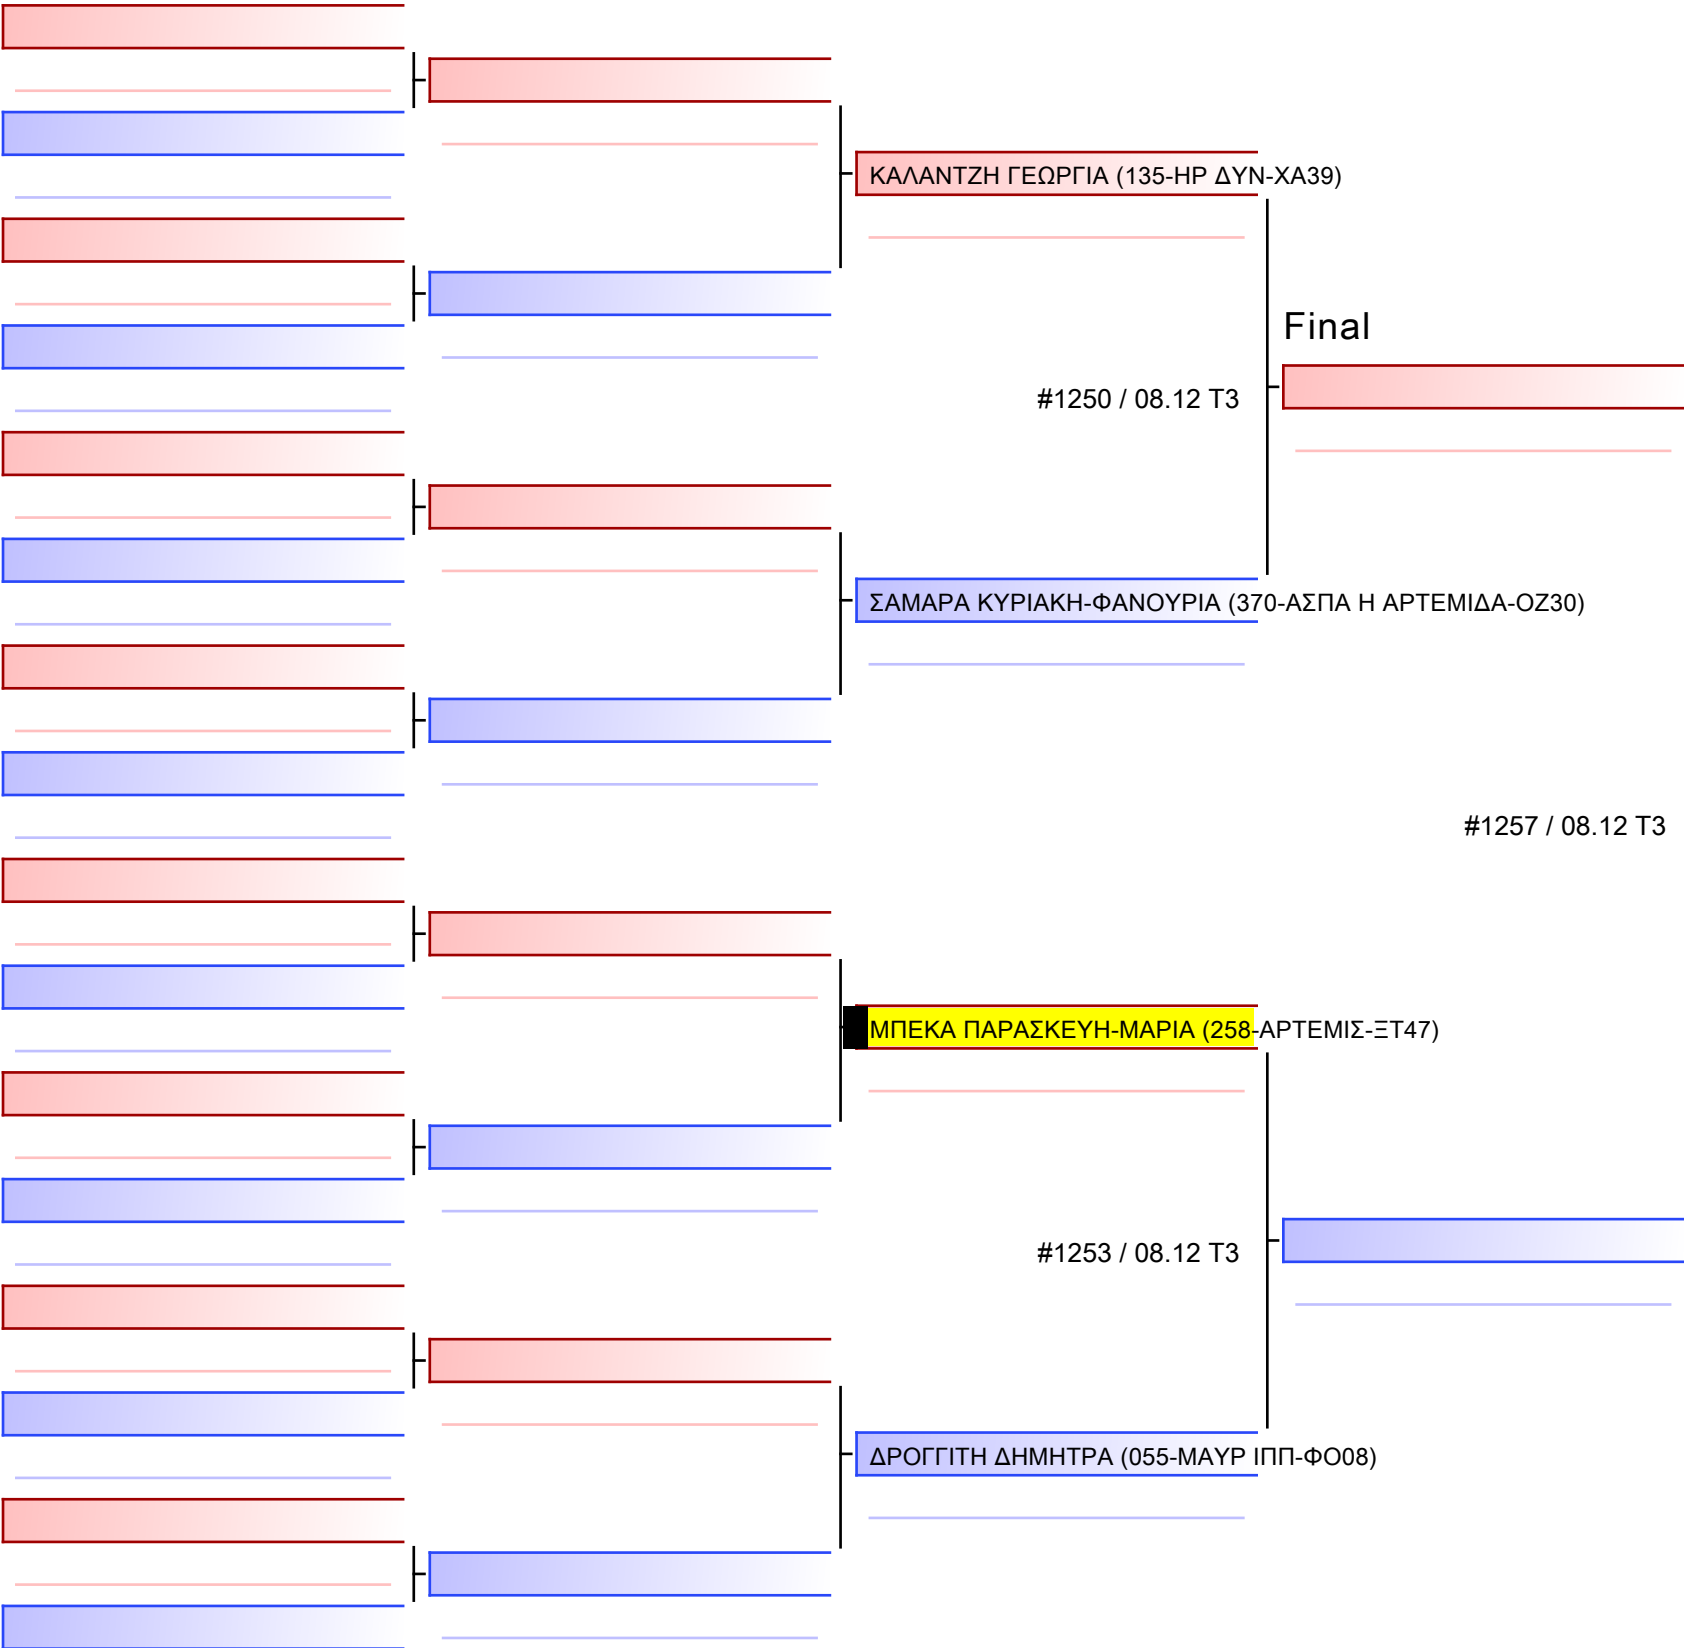 ΚΑΛΑΝΤΖΗ ΓΕΩΡΓΙΑ (135-ΗΡ ΔΥΝ-ΧΑ39)
Final
#1250 / 08.12 T3
ΣΑΜΑΡΑ ΚΥΡΙΑΚΗ-ΦΑΝΟΥΡΙΑ (370-ΑΣΠΑ Η ΑΡΤΕΜΙΔΑ-ΟΖ30)
#1257 / 08.12 T3
ΜΠΕΚΑ ΠΑΡΑΣΚΕΥΗ-ΜΑΡΙΑ (258-ΑΡΤΕΜΙΣ-ΞΤ47)
#1253 / 08.12 T3
ΔΡΟΓΓΙΤΗ ΔΗΜΗΤΡΑ (055-ΜΑΥΡ ΙΠΠ-ΦΟ08)